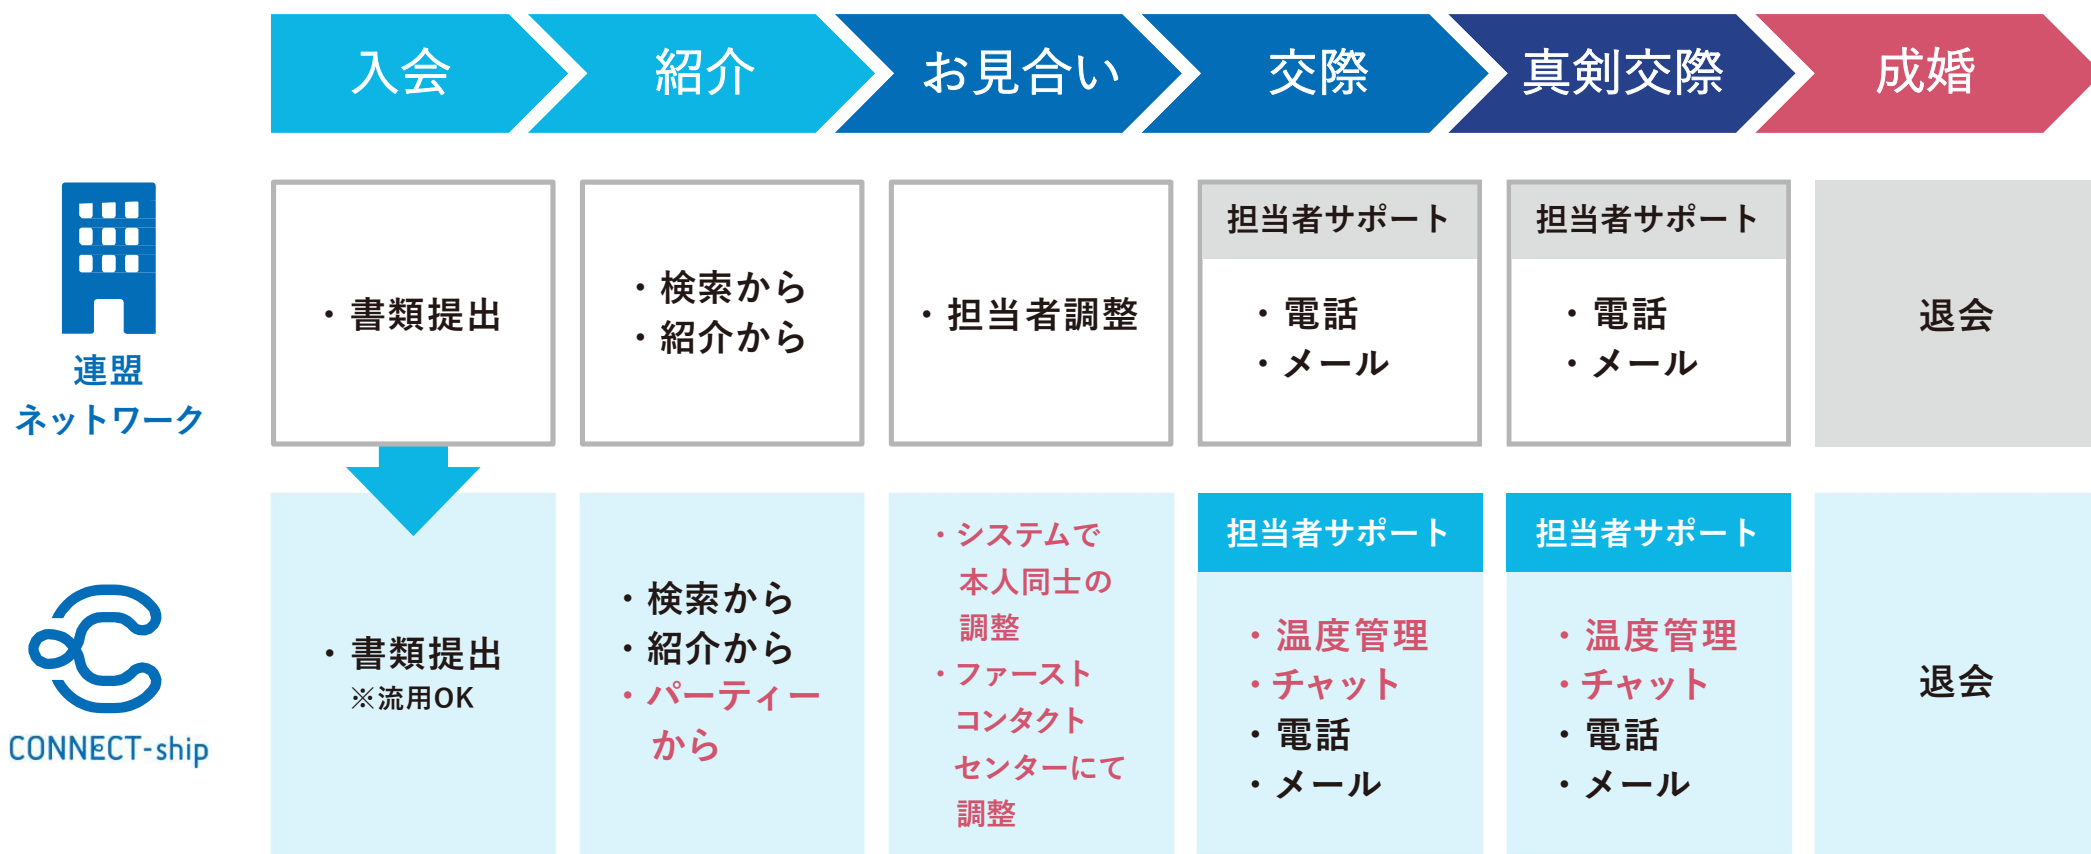 入会
紹介
お見合い
交際
真剣交際
成婚
連盟
ネットワーク
・書類提出
・検索から
・紹介から
・担当者調整
担当者サポート
・電話
・メール
担当者サポート
・電話
・メール
退会
CONNECT-ship
・書類提出
※流用OK
・検索から
・紹介から
・パーティー
から
・システムで
本人同士の
調整
・ファースト
コンタクト
センターにて
調整
担当者サポート
・温度管理
・チャット
・電話
・メール
担当者サポート
・温度管理
・チャット
・電話
・メール
退会